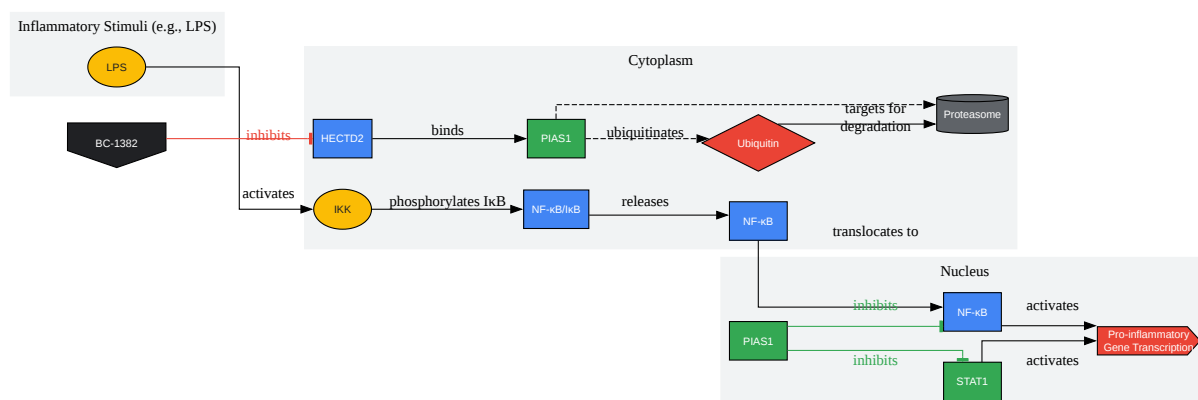 Inflammatory Stimuli (e.g., LPS)
LPS
Cytoplasm
BC-1382
inhibits
HECTD2
binds
PIAS1
ubiquitinates
Ubiquitin
targets for
degradation
Proteasome
activates
IKK
phosphorylates IκB
NF-κB/IκB
releases
NF-κB
translocates to
Nucleus
PIAS1
inhibits
NF-κB
activates
inhibits
STAT1
activates
Pro-inflammatory
Gene Transcription